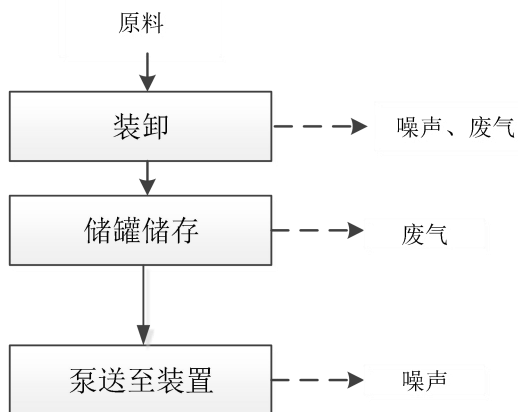 原料
装卸
噪声、废气
储罐储存
废气
泵送至装置
噪声